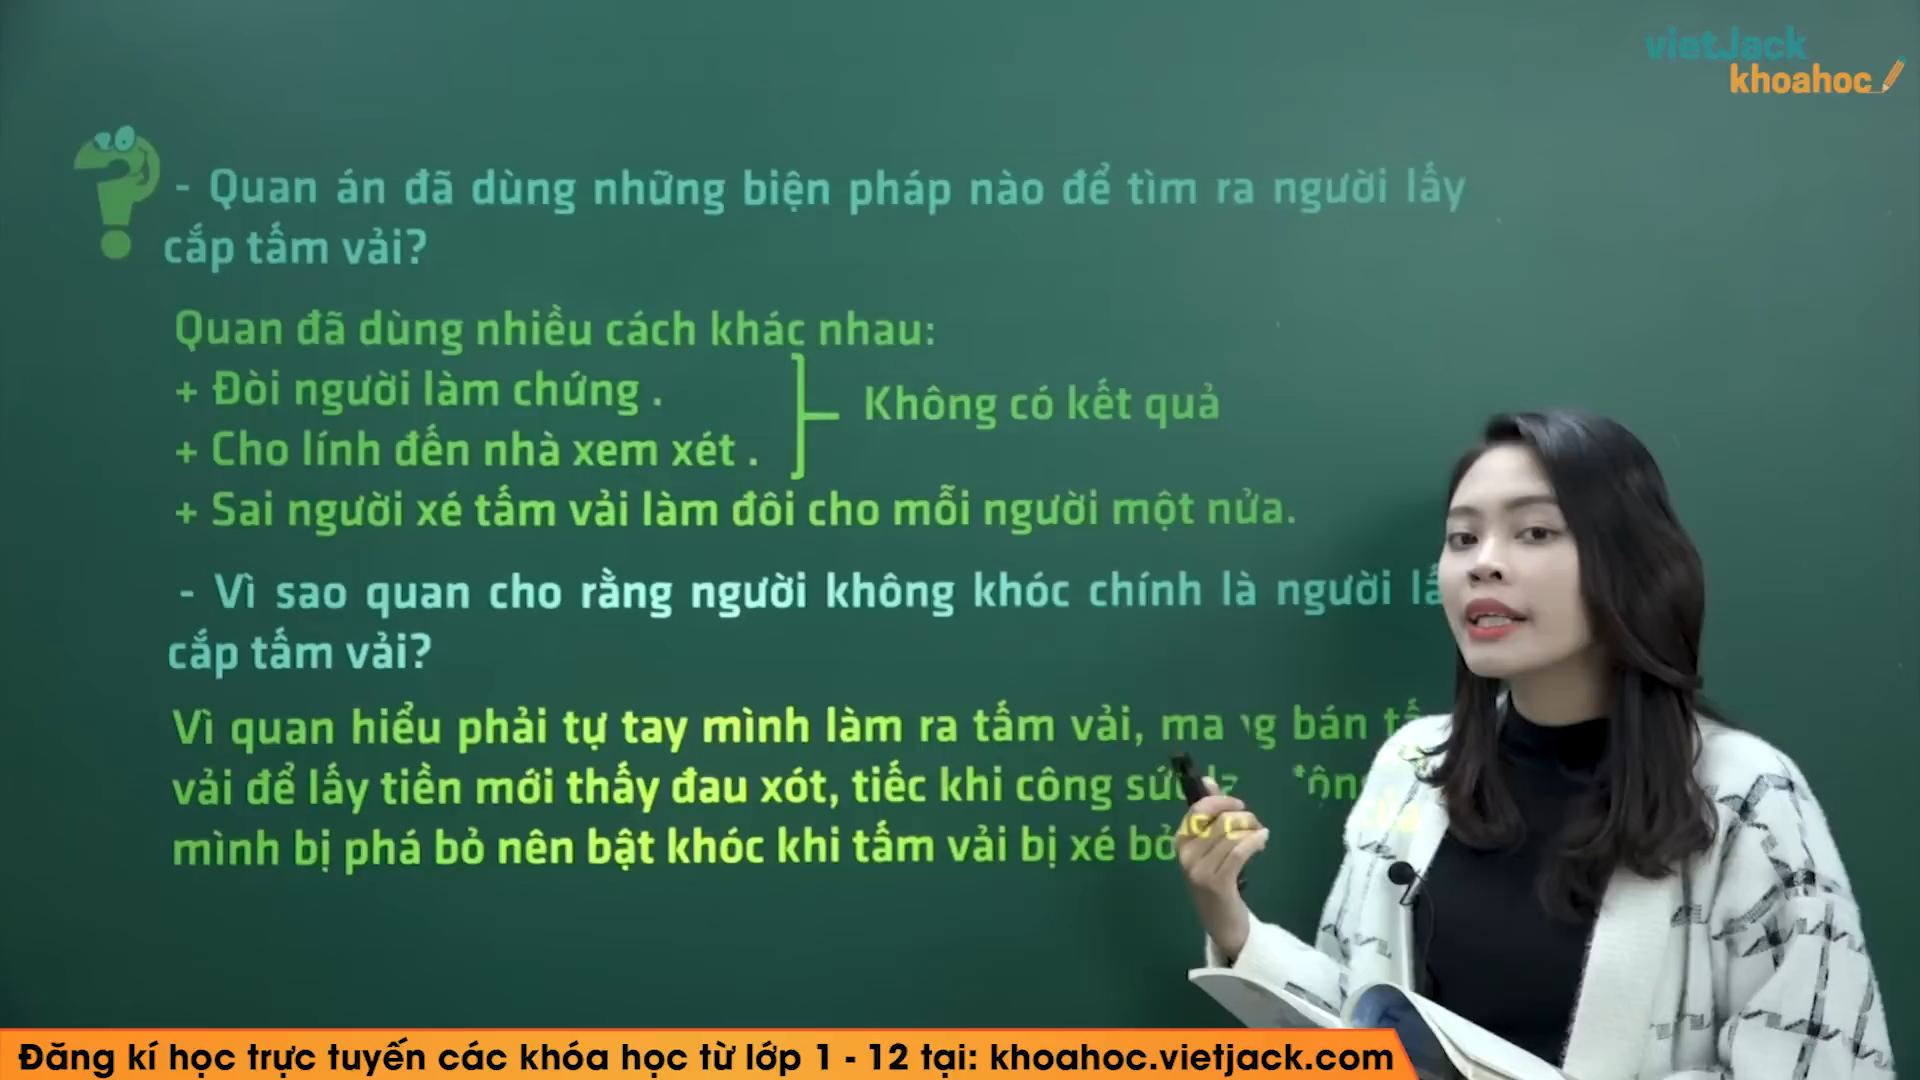 vietJack
khoahoc
- Quan án đã dùng những biện pháp nào để tìm ra người lấy
cắp tấm vải?
Quan đã dùng nhiều cách khác nhau:
+ Đòi người làm chứng .
+ Cho lính đến nhà xem xét .
Không có kết quả
+ Sai người xé tấm vải làm đôi cho mỗi người một nửa.
- Vì sao quan cho rằng người không khóc chính là người
cắp tấm vải?
Vì quan hiểu phải tự tay mình làm ra tấm vải, mang bán
vải để lấy tiền mới thấy đau xót, tiếc khi công sức
mình bị phá bỏ nên bật khóc khi tấm vải bị xé bỏ
Đăng kí học trực tuyến các khóa học từ lớp 1 - 12 tại: khoahoc.vietjack.com